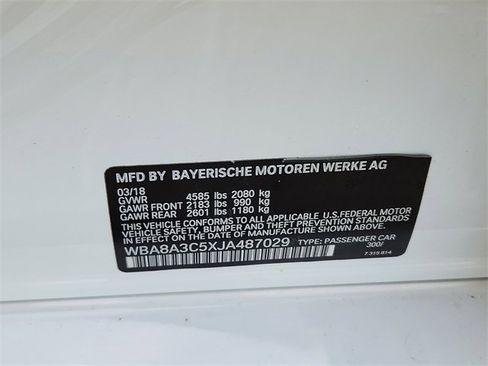 MFD BY BAYERISCHE MOTOREN WERKE AG
03/18
GVWR 4585 lbs 2080 kg
GAWR FRONT 2183 lbs 990 kg
GAWR REAR 2601 lbs 1180 kg
THIS VEHICLE CONFORMS TO ALL APPLICABLE U.S. FEDERAL MOTOR
VEHICLE SAFETY, BUMPER, AND THEFT PREVENTION STANDARDS
IN EFFECT ON THE DATE OF MANUFACTURE SHOWN ABOVE.
WBA8A3C5XJA487029 TYPE: PASSENGER CAR
300/
7 315 814